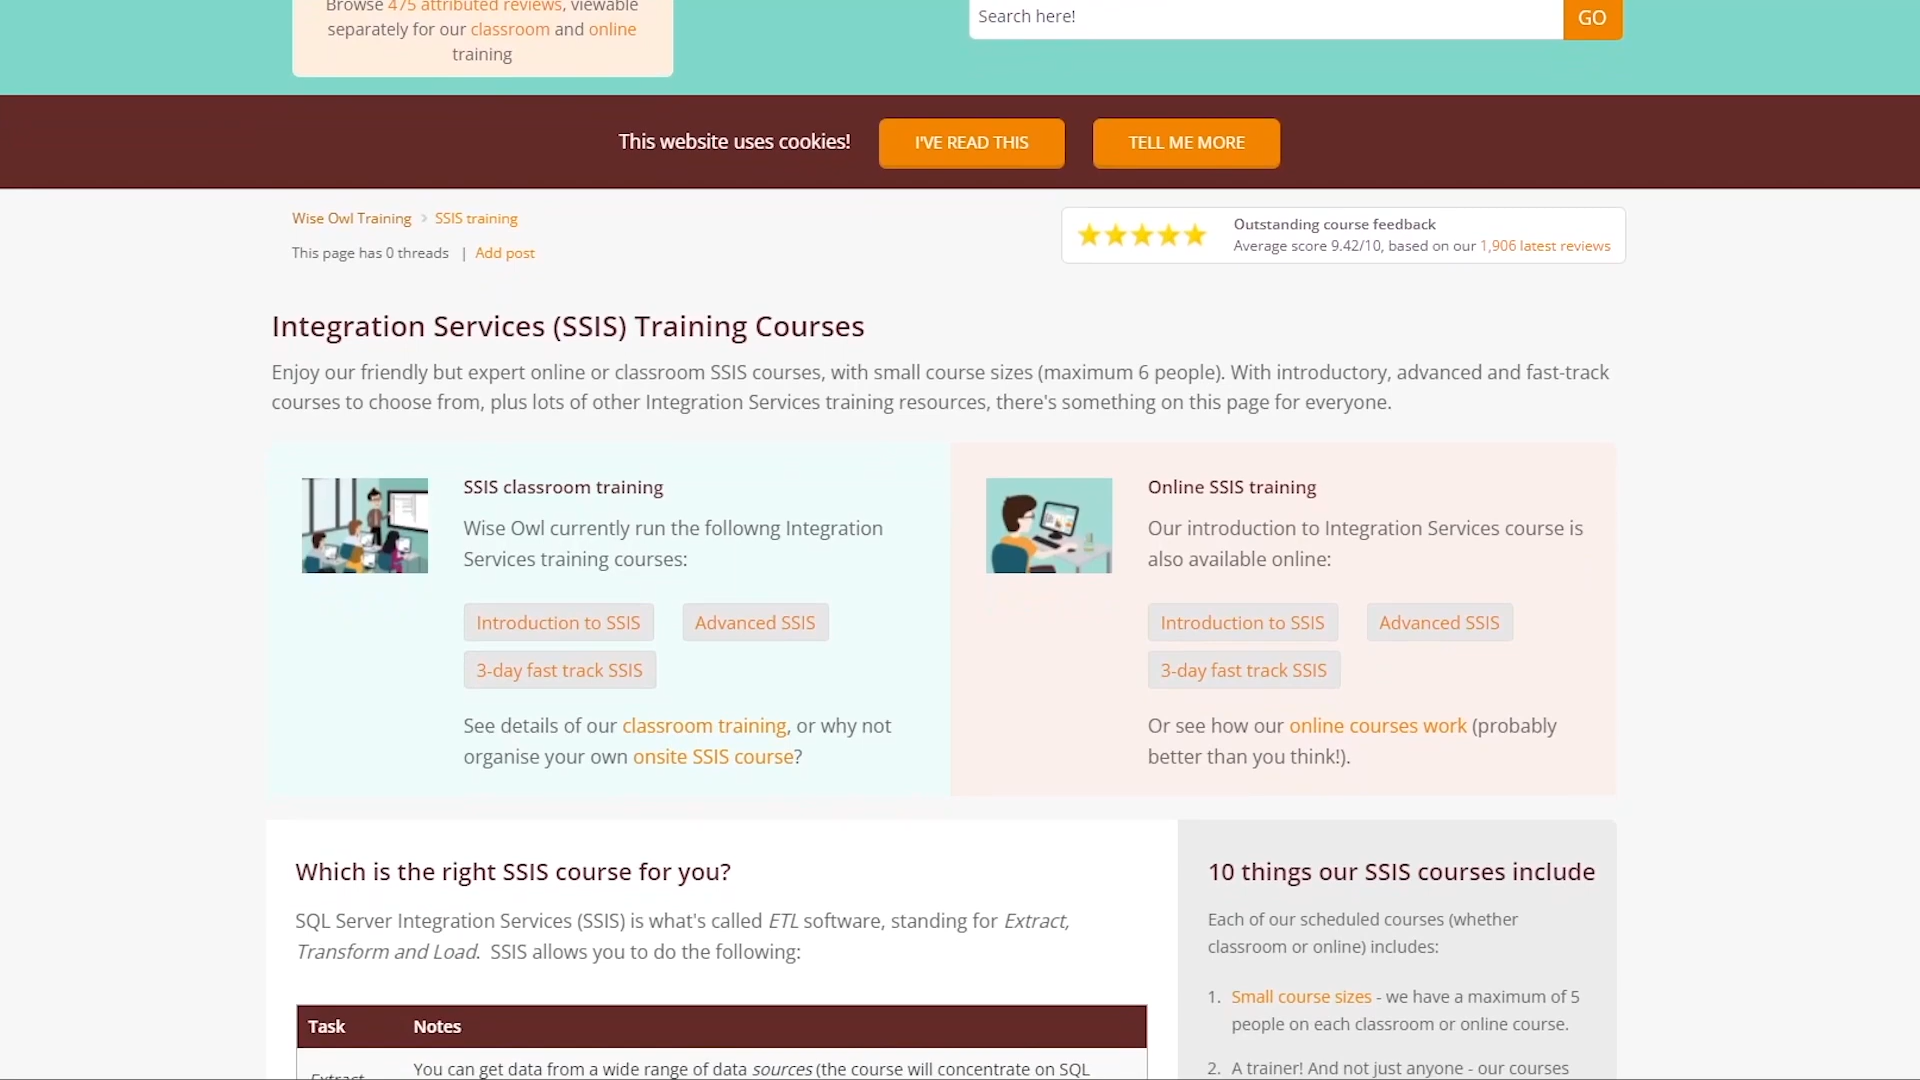 Browse 475 attributed reviews, viewable
separately for our classroom and online
training
Search here!
GO
This website uses cookies!
I'VE READ THIS
TELL ME MORE
Wise Owl Training > SSIS training
This page has 0 threads | Add post
Outstanding course feedback
Average score 9.42/10, based on our 1,906 latest reviews
Integration Services (SSIS) Training Courses
Enjoy our friendly but expert online or classroom SSIS courses, with small course sizes (maximum 6 people). With introductory, advanced and fast-track
courses to choose from, plus lots of other Integration Services training resources, there's something on this page for everyone.
SSIS classroom training
Wise Owl currently run the followng Integration
Services training courses:
Introduction to SSIS
Advanced SSIS
3-day fast track SSIS
See details of our classroom training, or why not
organise your own onsite SSIS course?
Online SSIS training
Our introduction to Integration Services course is
also available online:
Introduction to SSIS
Advanced SSIS
3-day fast track SSIS
Or see how our online courses work (probably
better than you think!).
Which is the right SSIS course for you?
SQL Server Integration Services (SSIS) is what's called ETL software, standing for Extract,
Transform and Load. SSIS allows you to do the following:
Task Notes
Extract
You can get data from a wide range of data sources (the course will concentrate on SQL
10 things our SSIS courses include
Each of our scheduled courses (whether
classroom or online) includes:
1. Small course sizes - we have a maximum of 5
people on each classroom or online course.
2. A trainer! And not just anyone - our courses